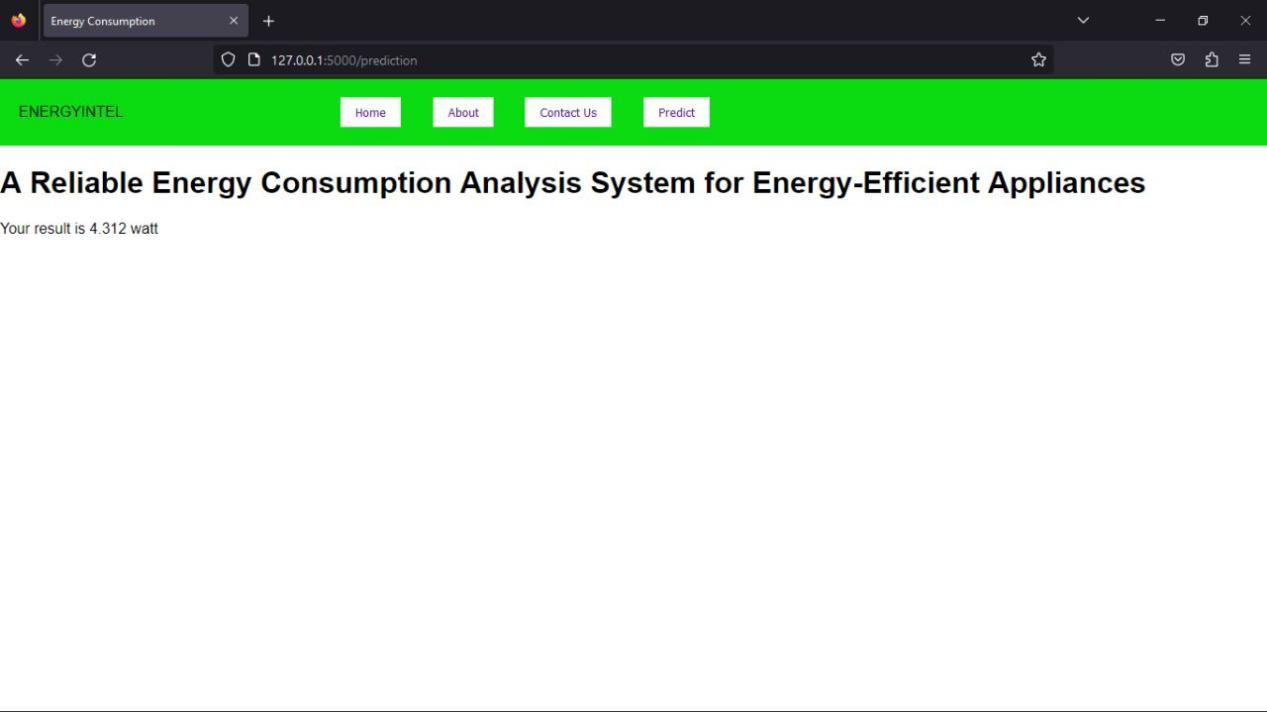 Energy Consumption
127.0.0.1:5000/prediction
ENERGYINTEL Home About Contact Us Predict
A Reliable Energy Consumption Analysis System for Energy-Efficient Appliances
Your result is 4.312 watt